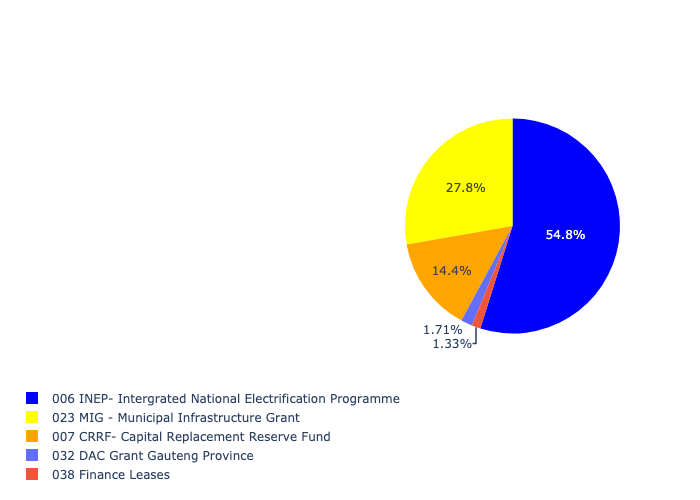 27.8%
54.8%
14.4%
1.71%
1.33%
006 INEP- Intergrated National Electrification Programme
023 MIG - Municipal Infrastructure Grant
007 CRRF- Capital Replacement Reserve Fund
032 DAC Grant Gauteng Province
038 Finance Leases